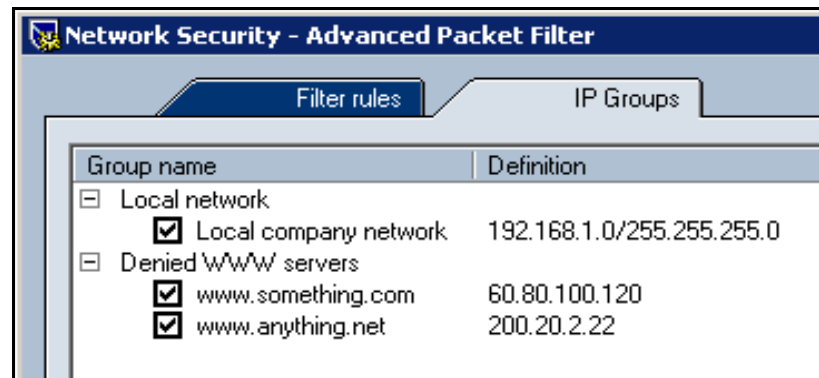 Network Security - Advanced Packet Filter
Filter rules IP Groups
Group name Definition
Local network
Local company network 192.168.1.0/255.255.255.0
Denied WWW servers
www.something.com 60.80.100.120
www.anything.net 200.20.2.22